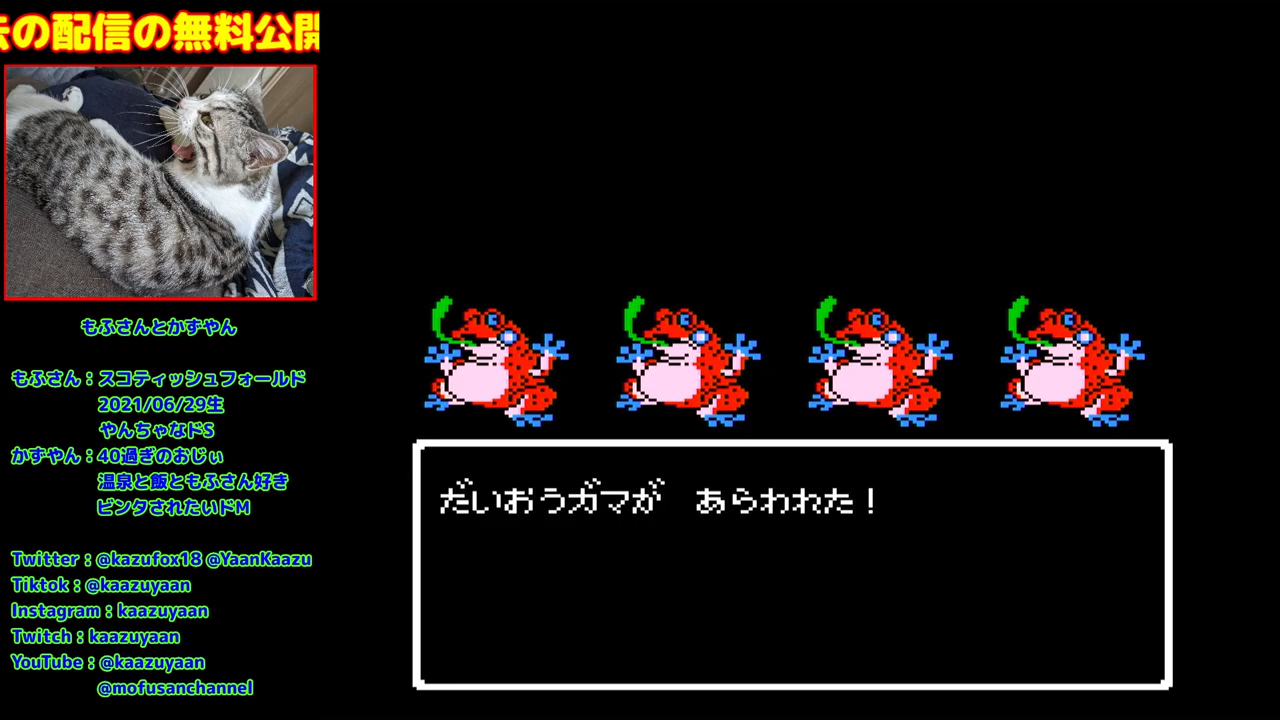 の配信の無料公開
もふさんとかずやん
もふさん：スコティッシュフォールド
2021/06/29生
やんちゃなドS
かずやん：40過ぎのおじぃ
温泉と飯ともふさん好き
ビンタされたいドM
Twitter：@kazufox18 @YaanKaazu
Tiktok：@kaazuyaan
Instagram：kaazuyaan
Twitch：kaazuyaan
YouTube：@kaazuyaan
@mofusanchannel
だいおうガマが　あらわれた！